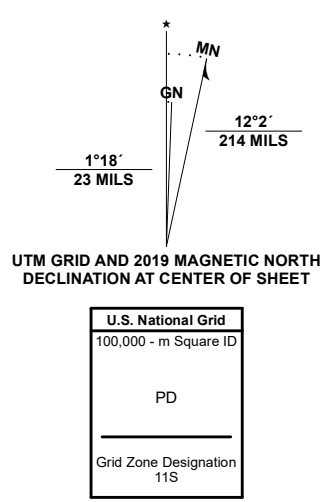 ★
MN
GN
12°2´
214 MILS
1°18´
23 MILS
UTM GRID AND 2019 MAGNETIC NORTH
DECLINATION AT CENTER OF SHEET
U.S. National Grid
100,000 - m Square ID
PD
Grid Zone Designation
11S